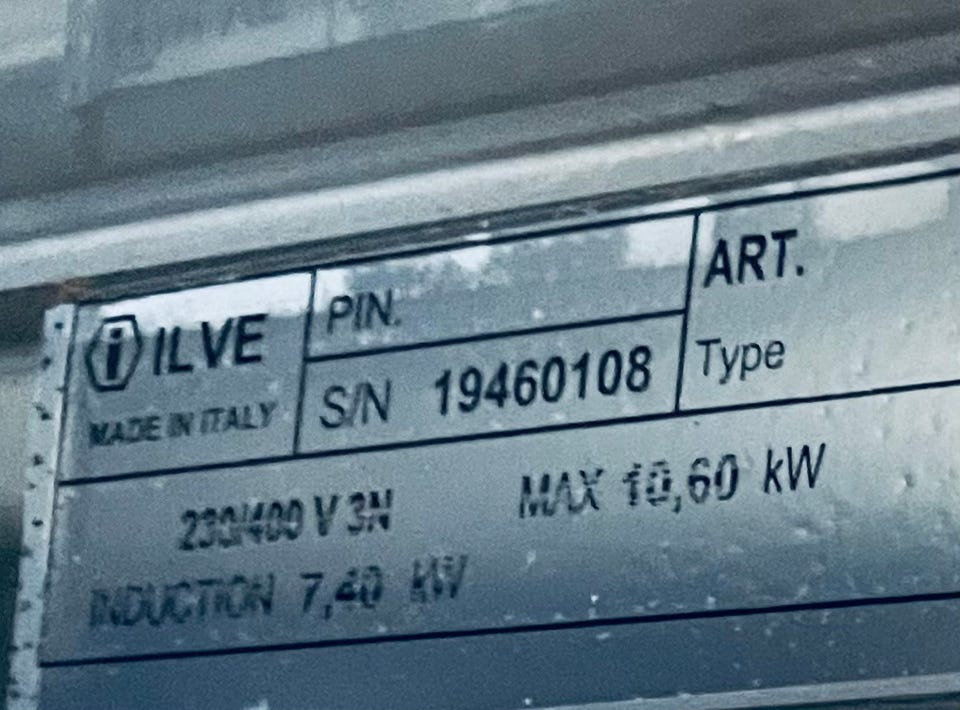 ILVE
MADE IN ITALY
PIN.
S/N 19460108
ART.
Type
230/400 V 3N MAX 10,60 kW
INDUCTION 7,40 kW